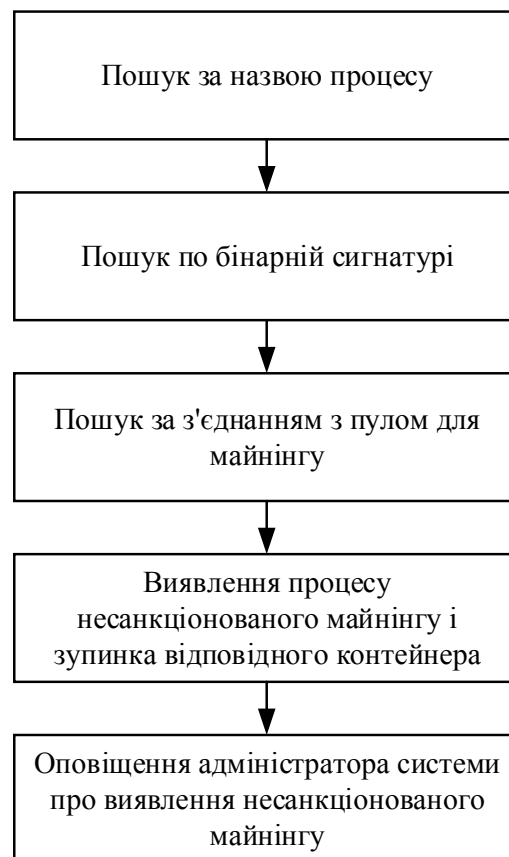 Пошук за назвою процесу
Пошук по бінарній сигнатурі
Пошук за з'єднанням з пулом для
майнінгу
Виявлення процесу
несанкціонованого майнінгу і
зупинка відповідного контейнера
Оповіщення адміністратора системи
про виявлення несанкціонованого
майнінгу